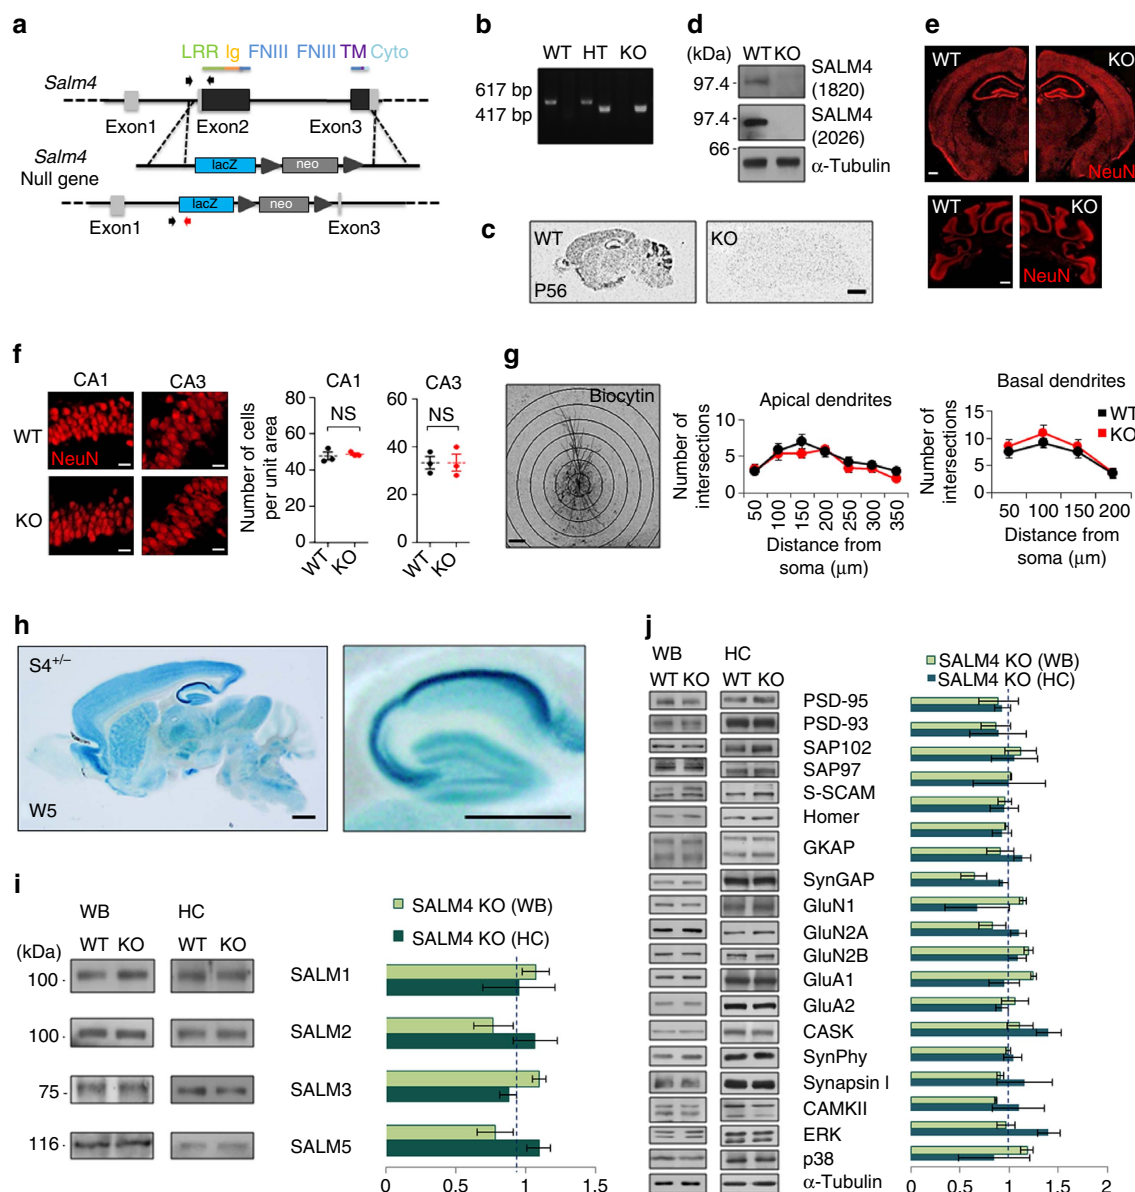 a
LRR Ig FNIII FNIII TM Cyto
Salm4
Exon1 Exon2 Exon3
Salm4
Null gene
lacZ neo
lacZ neo
Exon1 Exon3
b
WT HT KO
617 bp
417 bp
c
WT
P56
KO
d
(kDa) WT KO
97.4 SALM4 (1820)
97.4 SALM4 (2026)
66
α-Tubulin
e
WT KO
NeuN
WT KO
NeuN
f
CA1 CA3
WT
NeuN
KO
Number of cells per unit area
CA1
NS
80
60
40
20
0
WT KO
CA3
NS
60
40
20
0
WT KO
g
Biocytin
Apical dendrites
Number of intersections
10
5
0
50 100 150 200 250 300 350
Distance from soma (μm)
Basal dendrites
WT
KO
Number of intersections
15
10
5
0
50 100 150 200
Distance from soma (μm)
h
S4+/–
W5
i
WB HC
(kDa) WT KO WT KO
100 SALM1
100 SALM2
75 SALM3
116 SALM5
SALM4 KO (WB)
SALM4 KO (HC)
0 0.5 1 1.5
j
WB HC
WT KO WT KO
SALM4 KO (WB)
SALM4 KO (HC)
PSD-95
PSD-93
SAP102
SAP97
S-SCAM
Homer
GKAP
SynGAP
GluN1
GluN2A
GluN2B
GluA1
GluA2
CASK
SynPhy
Synapsin I
CAMKII
ERK
p38
α-Tubulin
0 0.5 1 1.5 2